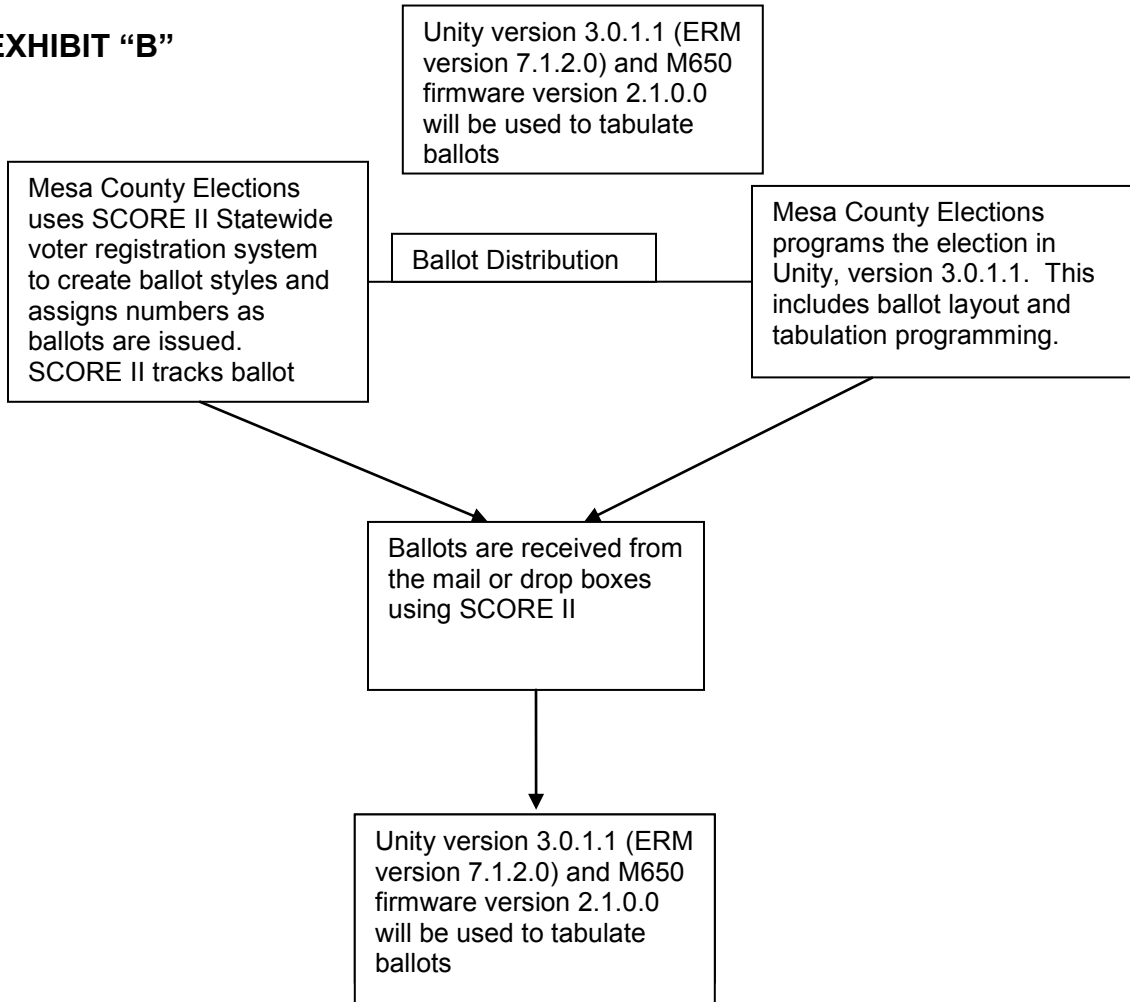 EXHIBIT “B”
Unity version 3.0.1.1 (ERM
version 7.1.2.0) and M650
firmware version 2.1.0.0
will be used to tabulate
ballots
Mesa County Elections
uses SCORE II Statewide
voter registration system
to create ballot styles and
assigns numbers as
ballots are issued.
SCORE II tracks ballot
Ballot Distribution
Mesa County Elections
programs the election in
Unity, version 3.0.1.1.  This
includes ballot layout and
tabulation programming.
Ballots are received from
the mail or drop boxes
using SCORE II
Unity version 3.0.1.1 (ERM
version 7.1.2.0) and M650
firmware version 2.1.0.0
will be used to tabulate
ballots